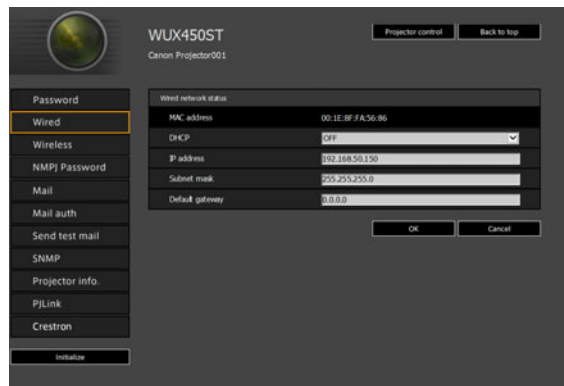 WUX450ST
Projector control
Back to top
Canon Projector001
Password
Wired
Wireless
NMPJ Password
Mail
Mail auth
Send test mail
SNMP
Projector info.
PJLink
Crestron
Initialize
Wired network status
MAC address 00:1E:8F:FA:56:86
DHCP OFF
IP address 192.168.50.150
Subnet mask 255.255.255.0
Default gateway 0.0.0.0
OK
Cancel